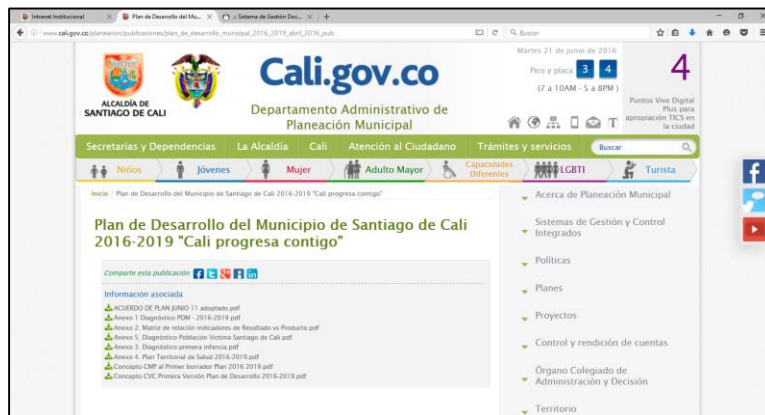 Intranet Institucional
Plan de Desarrollo del Mu...
.: Sistema de Gestión Doc...
www.cali.gov.co/planeacion/publicaciones/plan_de_desarrollo_municipal_2016_2019_abril_2016_pub
Buscar
ALCALDÍA DE
SANTIAGO DE CALI
Cali.gov.co
Departamento Administrativo de
Planeación Municipal
Martes 21 de junio de 2016
Pico y placa 3 4
(7 a 10AM - 5 a 8PM )
4
Puntos Vive Digital
Plus para
apropiación TICS en
la ciudad
Secretarías y Dependencias La Alcaldía Cali Atención al Ciudadano Trámites y servicios Buscar
Niños Jóvenes Mujer Adulto Mayor Capacidades Diferentes LGBTI Turista
Inicio / Plan de Desarrollo del Municipio de Santiago de Cali 2016-2019 "Cali progresa contigo"
Plan de Desarrollo del Municipio de Santiago de Cali
2016-2019 "Cali progresa contigo"
Comparte esta publicación
Información asociada
ACUERDO DE PLAN JUNIO 11 adoptado.pdf
Anexo 1 Diagnóstico PDM - 2016-2019.pdf
Anexo 2. Matriz de relación indicadores de Resultado vs Producto.pdf
Anexo 5. Diagnóstico Población Victima Santiago de Cali.pdf
Anexo 3. Diagnóstico primera infancia.pdf
Anexo 4. Plan Territorial de Salud 2016-2019.pdf
Concepto CMP al Primer borrador Plan 2016 2019.pdf
Concepto CVC Primera Versión Plan de Desarrollo 2016-2019.pdf
Acerca de Planeación Municipal
Sistemas de Gestión y Control
Integrados
Políticas
Planes
Proyectos
Control y rendición de cuentas
Órgano Colegiado de
Administración y Decisión
Territorio